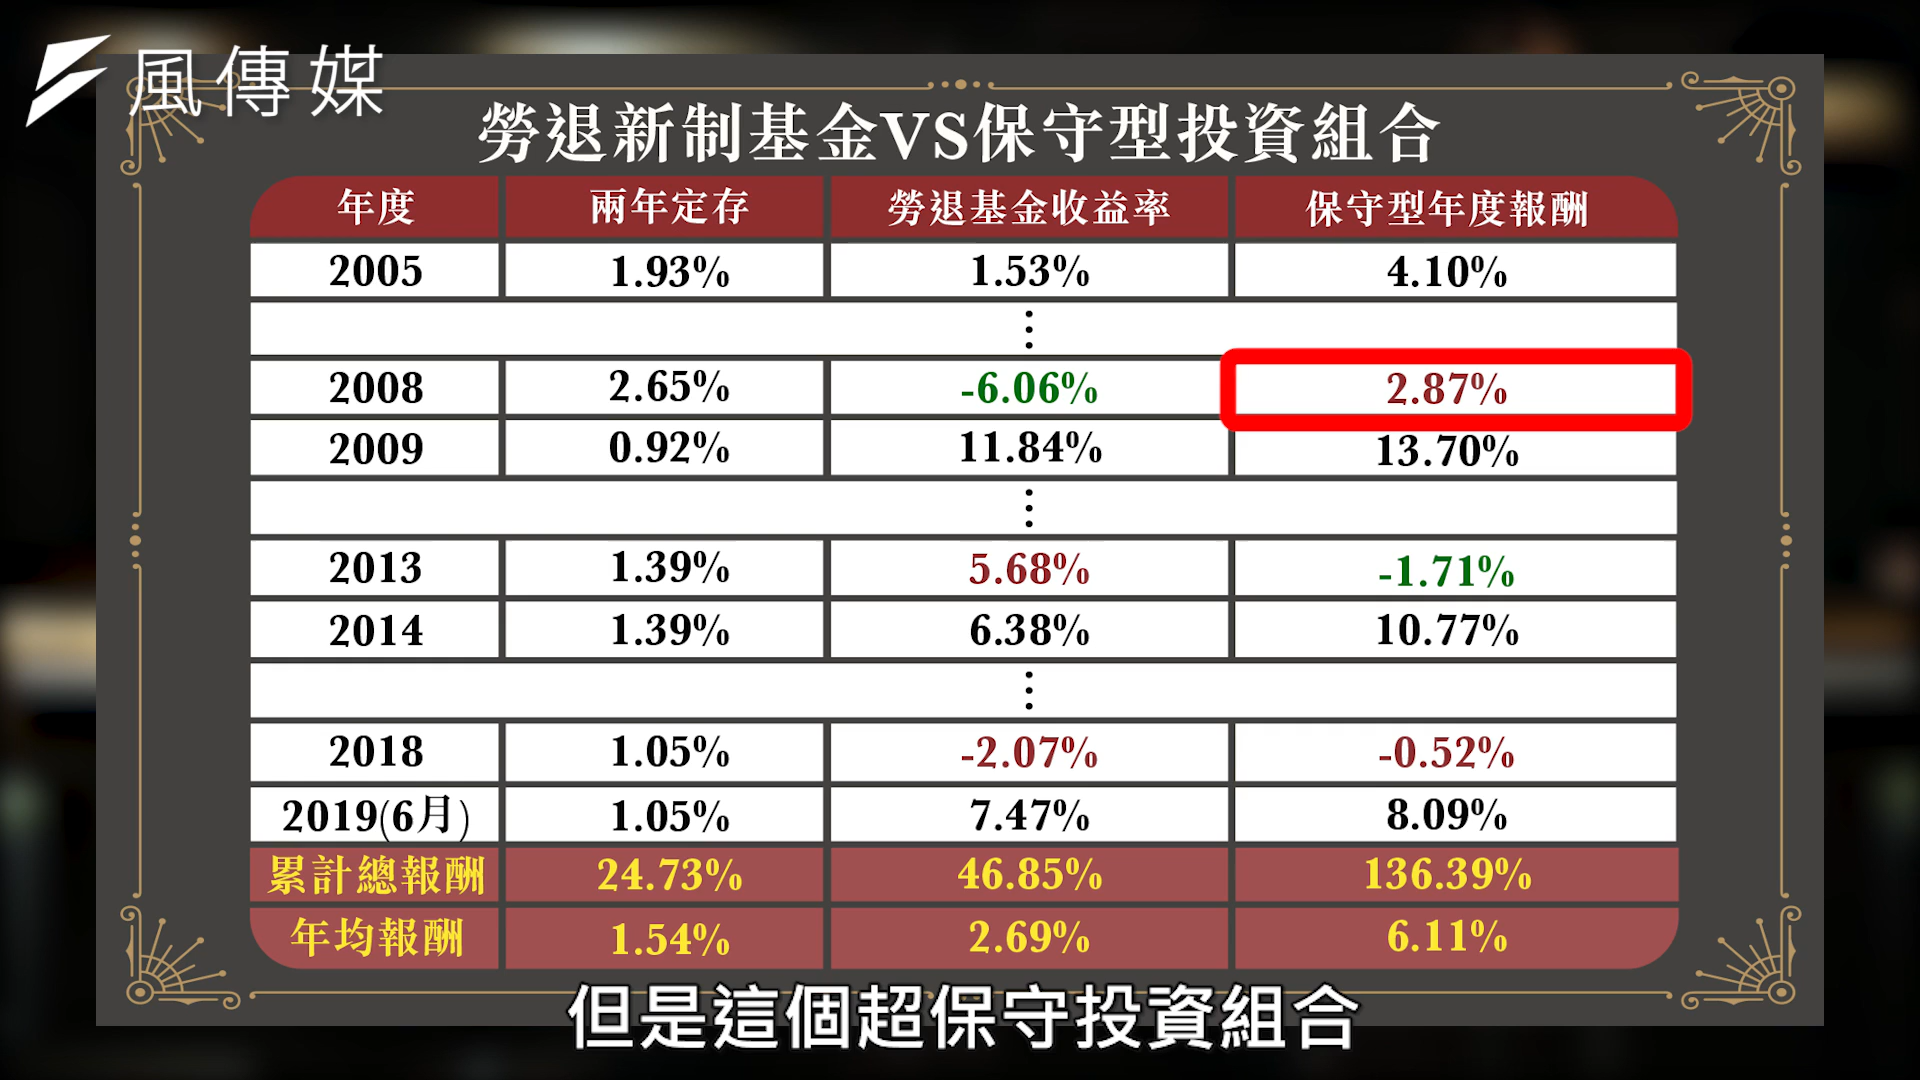 風傳媒
勞退新制基金VS保守型投資組合
年度 兩年定存 勞退基金收益率 保守型年度報酬
2005 1.93% 1.53% 4.10%
⋮
2008 2.65% -6.06% 2.87%
2009 0.92% 11.84% 13.70%
⋮
2013 1.39% 5.68% -1.71%
2014 1.39% 6.38% 10.77%
⋮
2018 1.05% -2.07% -0.52%
2019(6月) 1.05% 7.47% 8.09%
累計總報酬 24.73% 46.85% 136.39%
年均報酬 1.54% 2.69% 6.11%
但是這個超保守投資組合